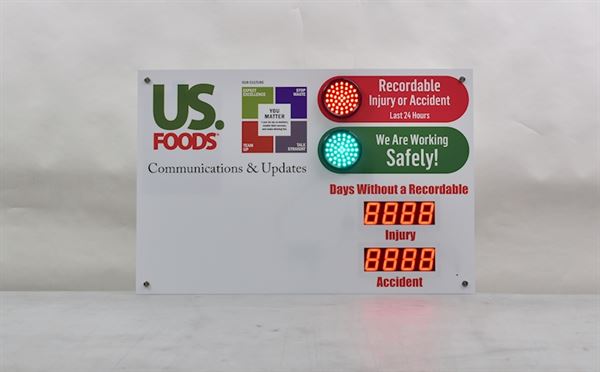 US.
FOODS®
OUR CULTURE
EXPECT
EXCELLENCE
STOP
WASTE
YOU
MATTER
TEAM
UP
TALK
STRAIGHT
Communications & Updates
Recordable
Injury or Accident
Last 24 Hours
We Are Working
Safely!
Days Without a Recordable
8888
Injury
8888
Accident